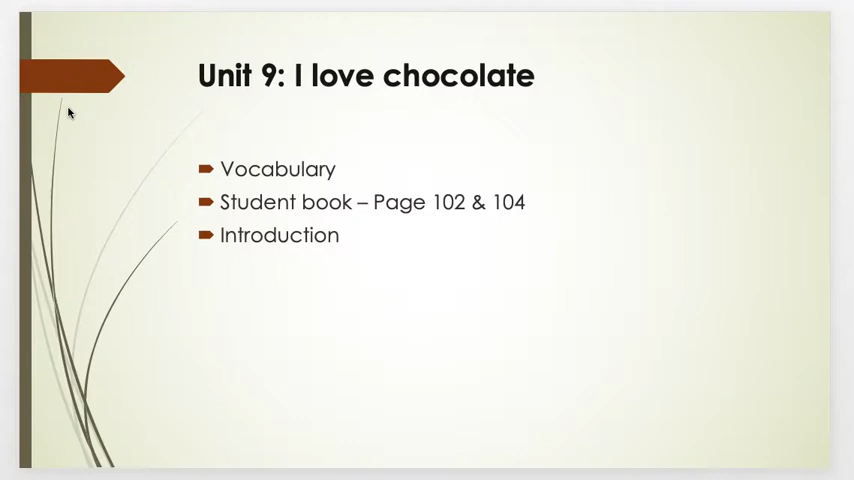 Unit 9: I love chocolate
Vocabulary
Student book – Page 102 & 104
Introduction